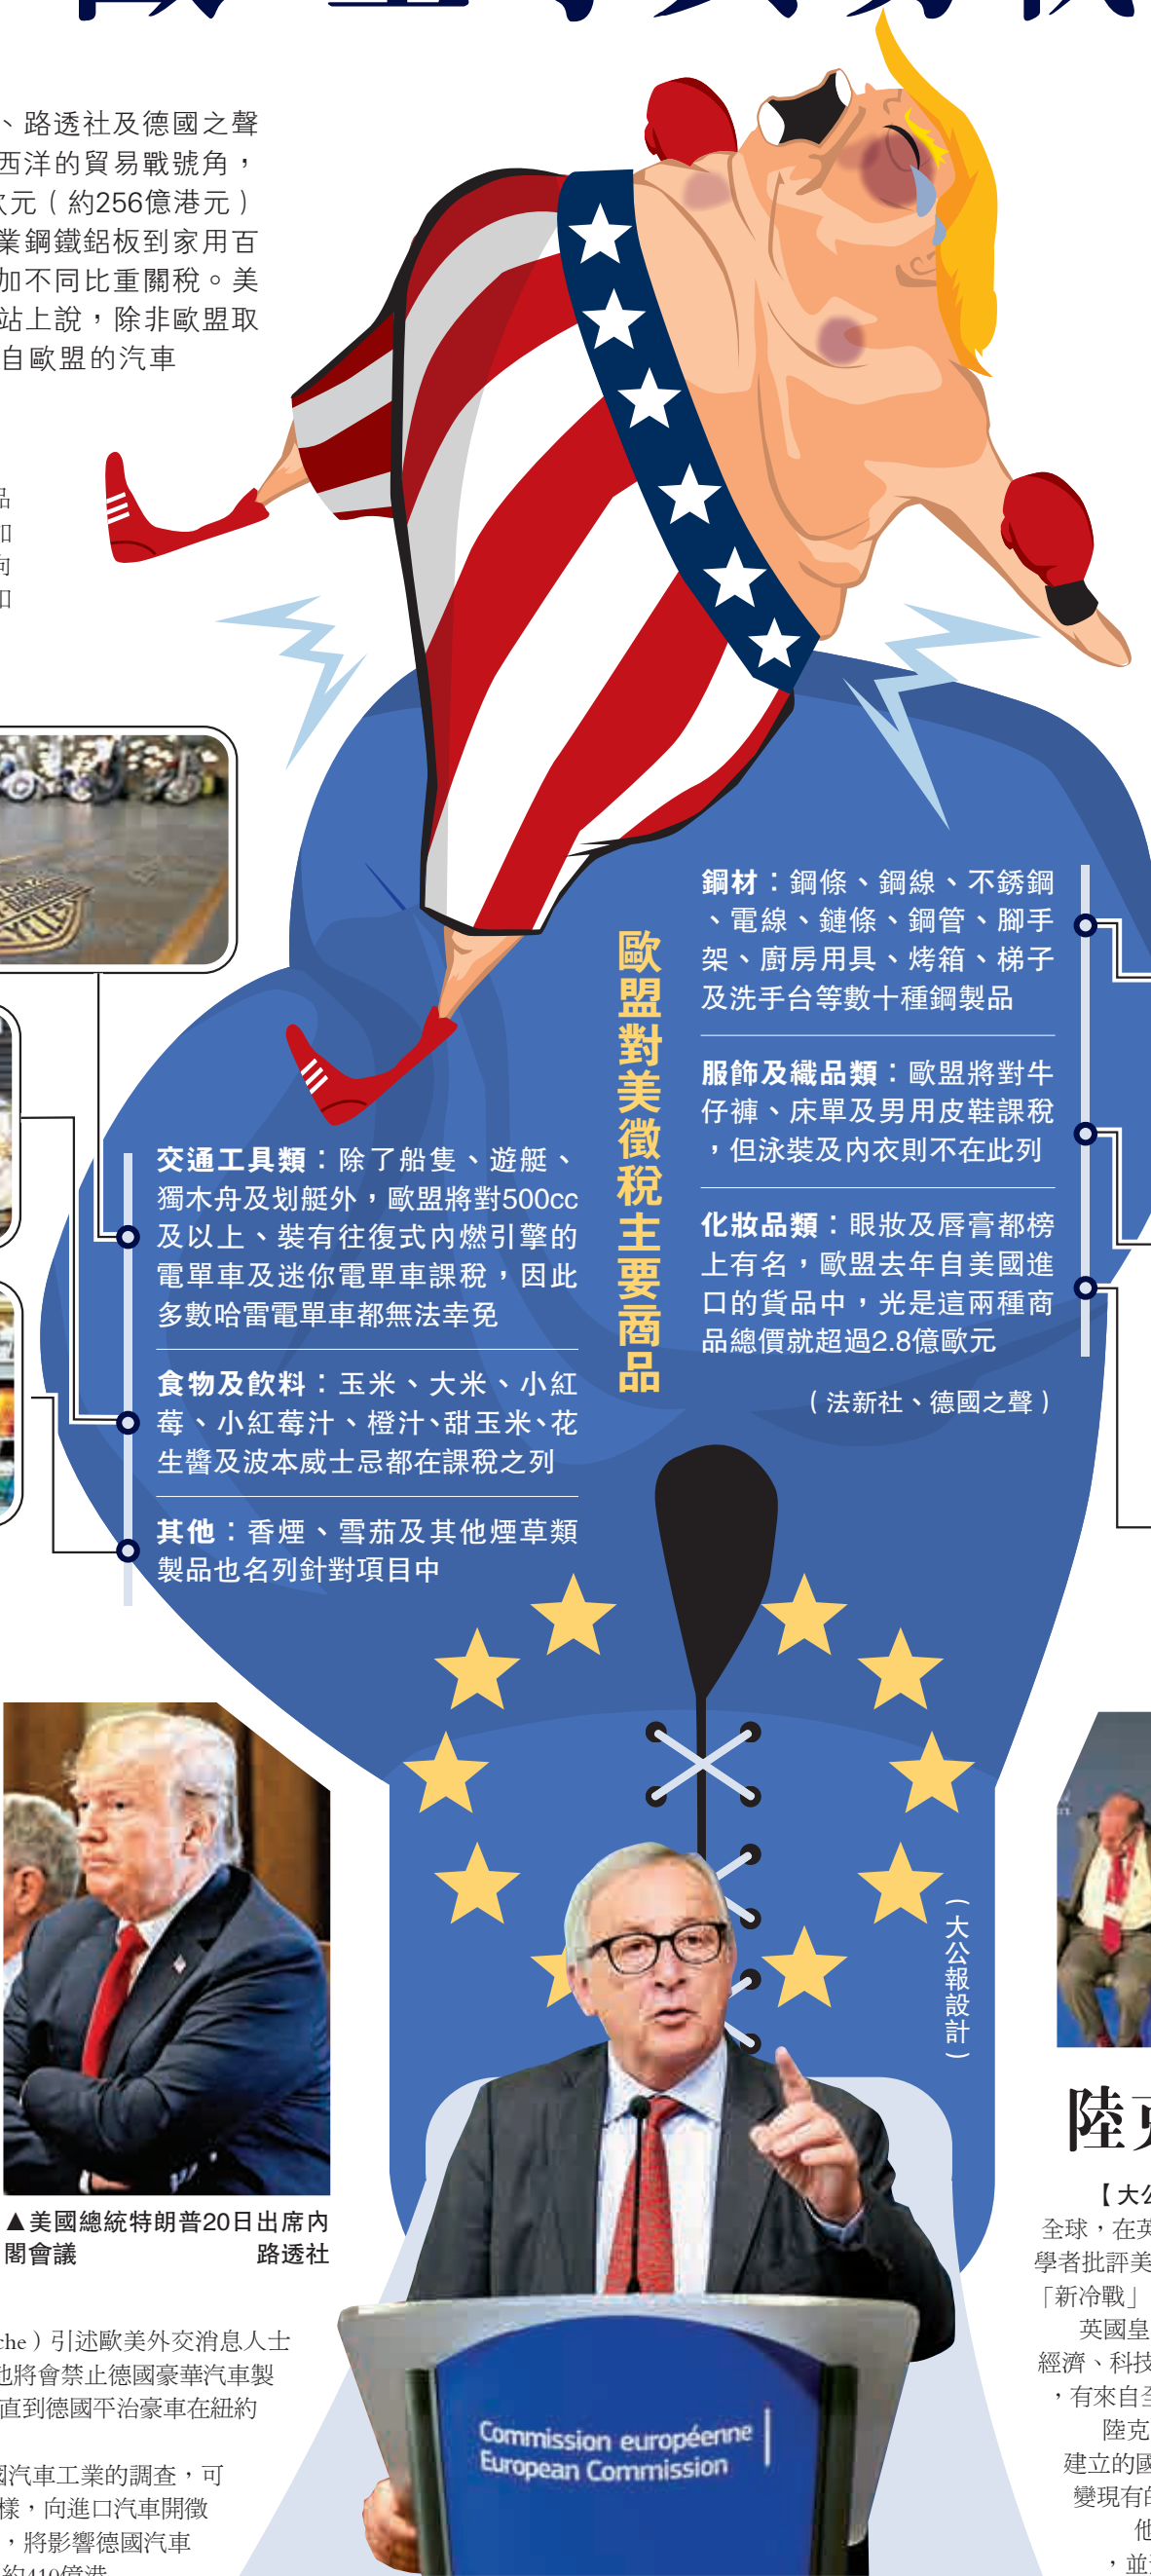 、路透社及德國之聲
西洋的貿易戰號角，
元（約256億港元）
業鋼鐵鋁板到家用百
加不同比重關稅。美
站上說，除非歐盟取
自歐盟的汽車
品
歐盟對美徵稅主要商品
鋼材：鋼條、鋼線、不銹鋼
、電線、鏈條、鋼管、腳手
架、廚房用具、烤箱、梯子
及洗手台等數十種鋼製品
服飾及織品類：歐盟將對牛
仔褲、床單及男用皮鞋課稅
，但泳裝及內衣則不在此列
化妝品類：眼妝及唇膏都榜
上有名，歐盟去年自美國進
口的貨品中，光是這兩種商
品總價就超過2.8億歐元
（法新社、德國之聲）
交通工具類：除了船隻、遊艇、
獨木舟及划艇外，歐盟將對500cc
及以上、裝有往復式內燃引擎的
電單車及迷你電單車課稅，因此
多數哈雷電單車都無法幸免
食物及飲料：玉米、大米、小紅
莓、小紅莓汁、橙汁、甜玉米、花
生醬及波本威士忌都在課稅之列
其他：香煙、雪茄及其他煙草類
製品也名列針對項目中
（大公報設計）
▲美國總統特朗普20日出席內
閣會議 路透社
che）引述歐美外交消息人士
他將會禁止德國豪華汽車製
直到德國平治豪車在紐約
國汽車工業的調查，可
樣，向進口汽車開徵
，將影響德國汽車
約410億港
Commission européenne
European Commission
陸克
【大公
全球，在英
學者批評美
「新冷戰」
英國皇
經濟、科技
，有來自全
陸克
建立的國
變現有的
他
，並